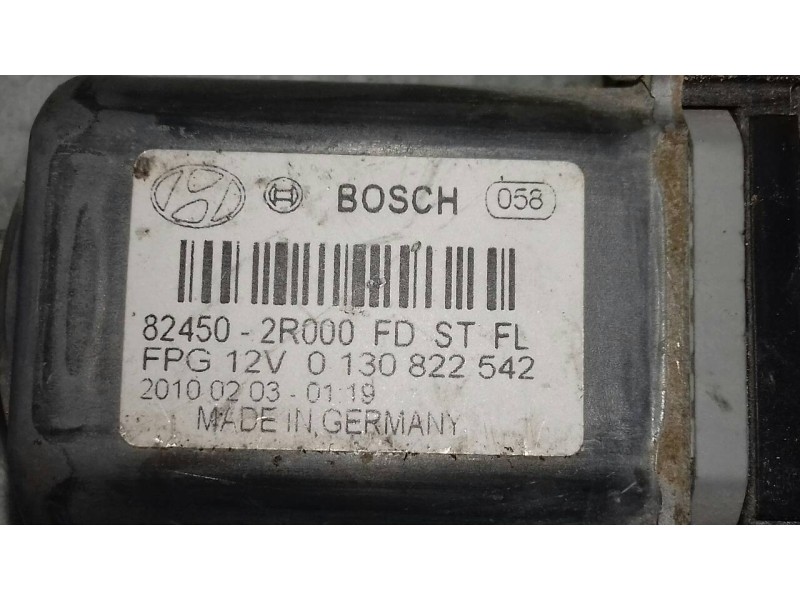 BOSCH 058
82450-2R000 FD ST FL
FPG 12V 0 130 822 542
2010 02 03-01:19
MADE IN GERMANY